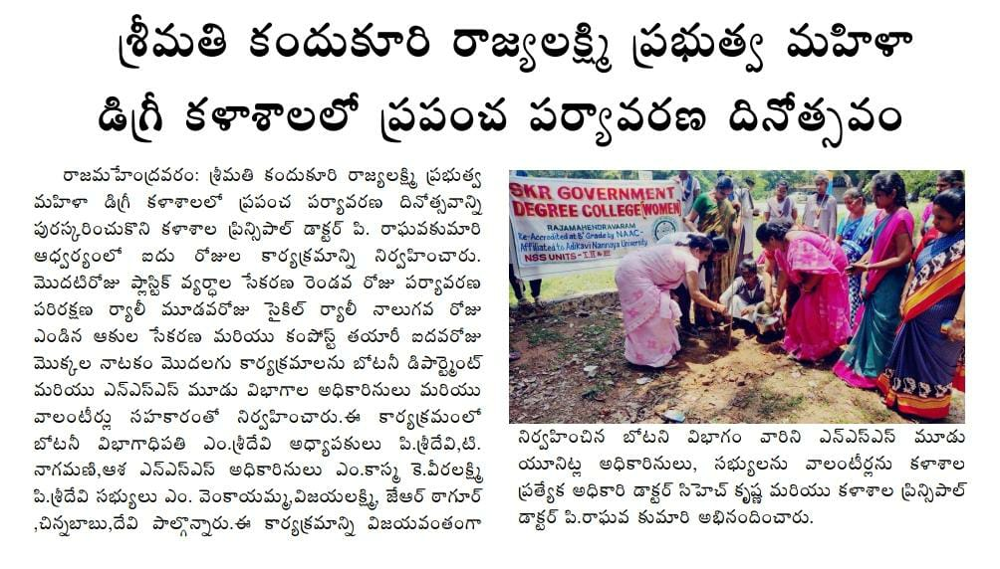 శ్రీమతి కందుకూరి రాజ్యలక్ష్మి ప్రభుత్వ మహిళా
డిగ్రీ కళాశాలలో ప్రపంచ పర్యావరణ దినోత్సవం
రాజమహేంద్రవరం: శ్రీమతి కందుకూరి రాజ్యలక్ష్మి ప్రభుత్వ
మహిళా డిగ్రీ కళాశాలలో ప్రపంచ పర్యావరణ దినోత్సవాన్ని
పురస్కరించుకొని కళాశాల ప్రిన్సిపాల్ డాక్టర్ పి. రాఘవకుమారి
ఆధ్వర్యంలో ఐదు రోజుల కార్యక్రమాన్ని నిర్వహించారు.
మొదటిరోజు ప్లాస్టిక్ వ్యర్థాల సేకరణ రెండవ రోజు పర్యావరణ
పరిరక్షణ ర్యాలీ మూడవరోజు సైకిల్ ర్యాలీ నాలుగవ రోజు
ఎండిన ఆకుల సేకరణ మరియు కంపోస్ట్ తయారీ ఐదవరోజు
మొక్కల నాటకం మొదలగు కార్యక్రమాలను బోటనీ డిపార్ట్మెంట్
మరియు ఎన్ఎస్ఎస్ మూడు విభాగాల అధికారినులు మరియు
వాలంటీర్లు సహకారంతో నిర్వహించారు.ఈ కార్యక్రమంలో
బోటనీ విభాగాధిపతి ఎం.శ్రీదేవి అధ్యాపకులు పి.శ్రీదేవి,టి.
నాగమణి,ఆశ ఎన్ఎస్ఎస్ అధికారినులు ఎం.కాస్మ కె.వీరలక్ష్మి
పి.శ్రీదేవి సభ్యులు ఎం. వెంకాయమ్మ,విజయలక్ష్మి, జేఆర్ ఠాగూర్
,చిన్నబాబు,దేవి పాల్గొన్నారు.ఈ కార్యక్రమాన్ని విజయవంతంగా
SKR GOVERNMENT
DEGREE COLLEGE (WOMEN)
RAJAMAHENDRAVARAM
Re-Accredited at B+ Grade by NAAC-
Affiliated to Adikavi Nannaya University
NSS UNITS - I, II & III
నిర్వహించిన బోటని విభాగం వారిని ఎన్ఎస్ఎస్ మూడు
యూనిట్ల అధికారినులు, సభ్యులను వాలంటీర్లను కళాశాల
ప్రత్యేక అధికారి డాక్టర్ సిహెచ్ కృష్ణ మరియు కళాశాల ప్రిన్సిపాల్
డాక్టర్ పి.రాఘవ కుమారి అభినందించారు.